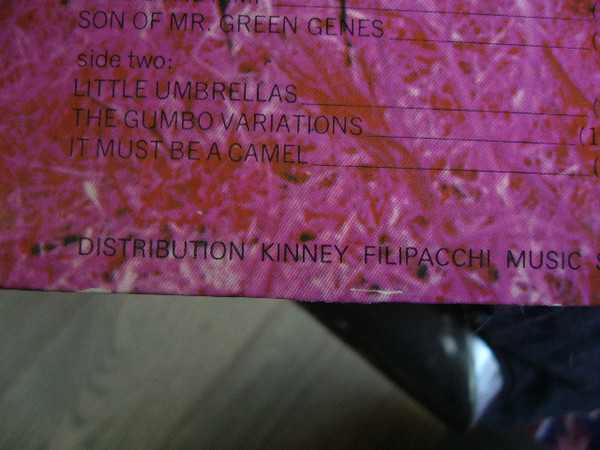 SON OF MR. GREEN GENES (
side two:
LITTLE UMBRELLAS (
THE GUMBO VARIATIONS (1
IT MUST BE A CAMEL (
DISTRIBUTION KINNEY FILIPACCHI MUSIC S